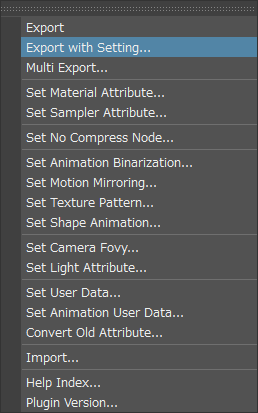 Export
Export with Setting...
Multi Export...
Set Material Attribute...
Set Sampler Attribute...
Set No Compress Node...
Set Animation Binarization...
Set Motion Mirroring...
Set Texture Pattern...
Set Shape Animation...
Set Camera Fovy...
Set Light Attribute...
Set User Data...
Set Animation User Data...
Convert Old Attribute...
Import...
Help Index...
Plugin Version...